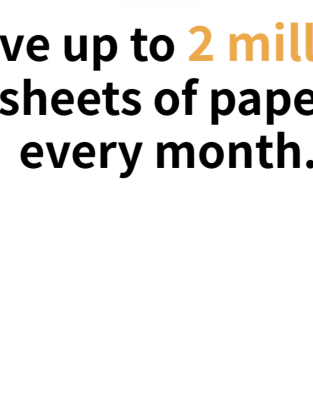 ve up to 2 mill
sheets of pape
every month.